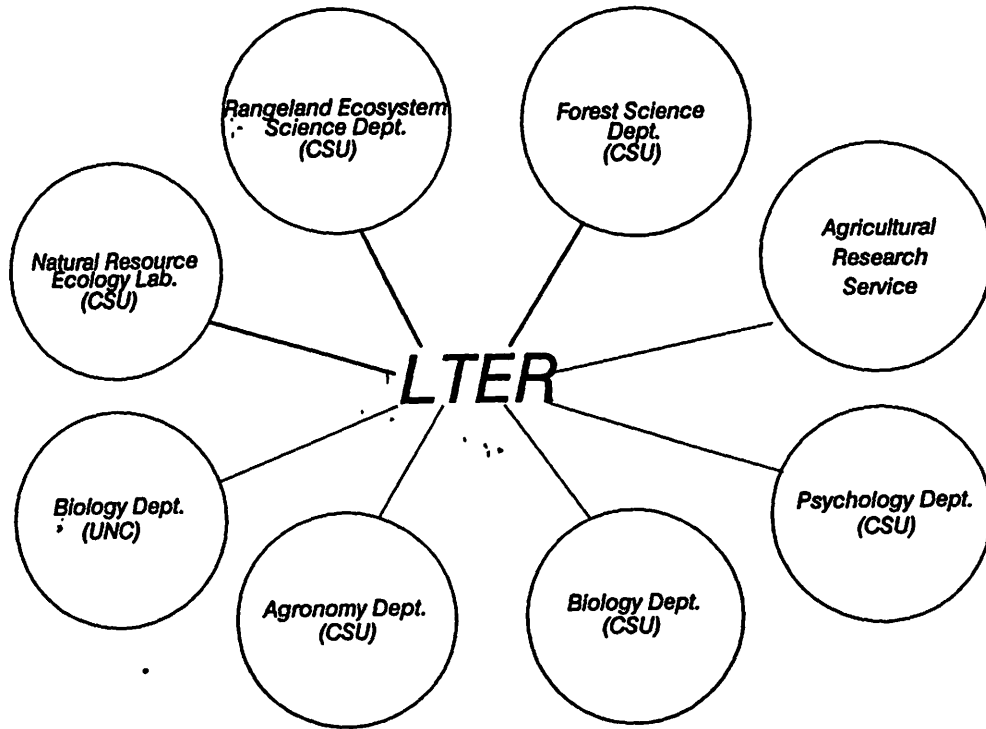 Rangeland Ecosystem
Science Dept.
(CSU)
Forest Science
Dept.
(CSU)
Natural Resource
Ecology Lab.
(CSU)
Agricultural
Research
Service
LTER
Biology Dept.
(UNC)
Psychology Dept.
(CSU)
Agronomy Dept.
(CSU)
Biology Dept.
(CSU)